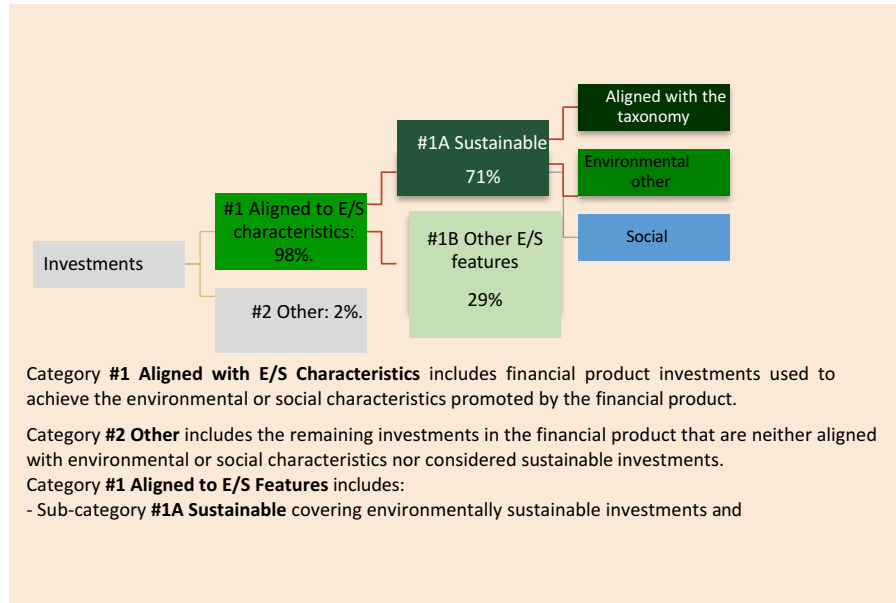 Aligned with the
taxonomy
#1A Sustainable
71%
Environmental
other
#1 Aligned to E/S
characteristics:
98%.
#1B Other E/S
features
29%
Social
Investments
#2 Other: 2%.
Category #1 Aligned with E/S Characteristics includes financial product investments used to
achieve the environmental or social characteristics promoted by the financial product.
Category #2 Other includes the remaining investments in the financial product that are neither aligned
with environmental or social characteristics nor considered sustainable investments.
Category #1 Aligned to E/S Features includes:
- Sub-category #1A Sustainable covering environmentally sustainable investments and